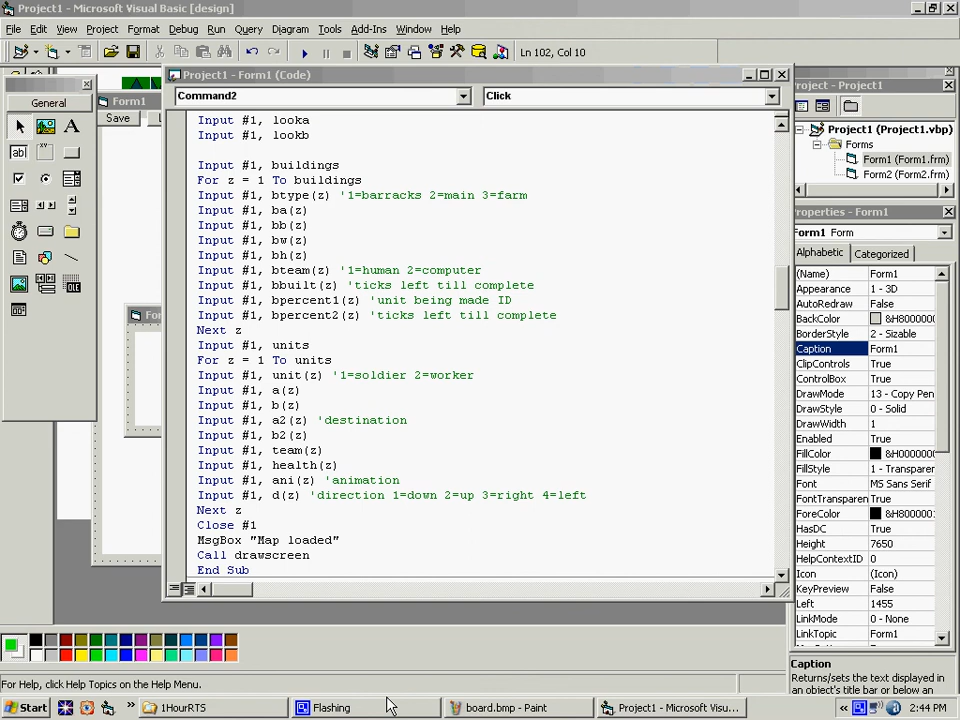 Project1 - Microsoft Visual Basic [design]
File Edit View Project Format Debug Run Query Diagram Tools Add-Ins Window Help
Ln 102, Col 10
General
Form1
Save
Project1 - Form1 (Code)
Command2
Click
Input #1, looka
Input #1, lookb
Input #1, buildings
For z = 1 To buildings
Input #1, btype(z) '1=barracks 2=main 3=farm
Input #1, ba(z)
Input #1, bb(z)
Input #1, bw(z)
Input #1, bh(z)
Input #1, bteam(z) '1=human 2=computer
Input #1, bbuilt(z) 'ticks left till complete
Input #1, bpercent1(z) 'unit being made ID
Input #1, bpercent2(z) 'ticks left till complete
Next z
Input #1, units
For z = 1 To units
Input #1, unit(z) '1=soldier 2=worker
Input #1, a(z)
Input #1, b(z)
Input #1, a2(z) 'destination
Input #1, b2(z)
Input #1, team(z)
Input #1, health(z)
Input #1, ani(z) 'animation
Input #1, d(z) 'direction 1=down 2=up 3=right 4=left
Next z
Close #1
MsgBox "Map loaded"
Call drawscreen
End Sub
roject - Project1
Project1 (Project1.vbp)
Forms
Form1 (Form1.frm)
Form2 (Form2.frm)
roperties - Form1
orm1 Form
Alphabetic Categorized
(Name) Form1
Appearance 1 - 3D
AutoRedraw False
BackColor &H8000000
BorderStyle 2 - Sizable
Caption Form1
ClipControls True
ControlBox True
DrawMode 13 - Copy Pen
DrawStyle 0 - Solid
DrawWidth 1
Enabled True
FillColor &H0000000
FillStyle 1 - Transparer
Font MS Sans Serif
FontTransparen True
ForeColor &H8000001
HasDC True
Height 7650
HelpContextID 0
Icon (Icon)
KeyPreview False
Left 1455
LinkMode 0 - None
LinkTopic Form1
Caption
Returns/sets the text displayed in
an object's title bar or below an
For Help, click Help Topics on the Help Menu.
Start
1HourRTS
Flashing
board.bmp - Paint
Project1 - Microsoft Visu...
2:44 PM